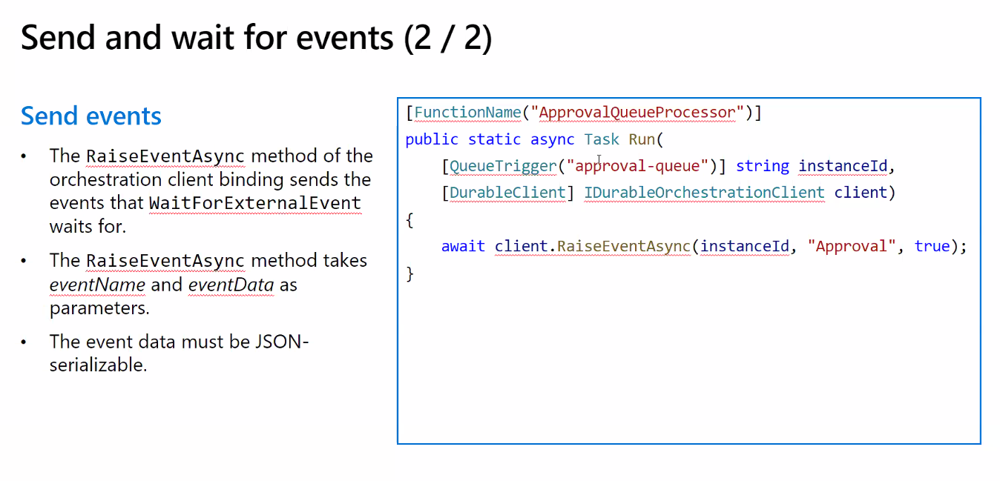 Send and wait for events (2 / 2)
Send events
• The RaiseEventAsync method of the
orchestration client binding sends the
events that WaitForExternalEvent
waits for.
• The RaiseEventAsync method takes
eventName and eventData as
parameters.
• The event data must be JSON-
serializable.
[FunctionName("ApprovalQueueProcessor")]
public static async Task Run(
    [QueueTrigger("approval-queue")] string instanceId,
    [DurableClient] IDurableOrchestrationClient client)
{
    await client.RaiseEventAsync(instanceId, "Approval", true);
}